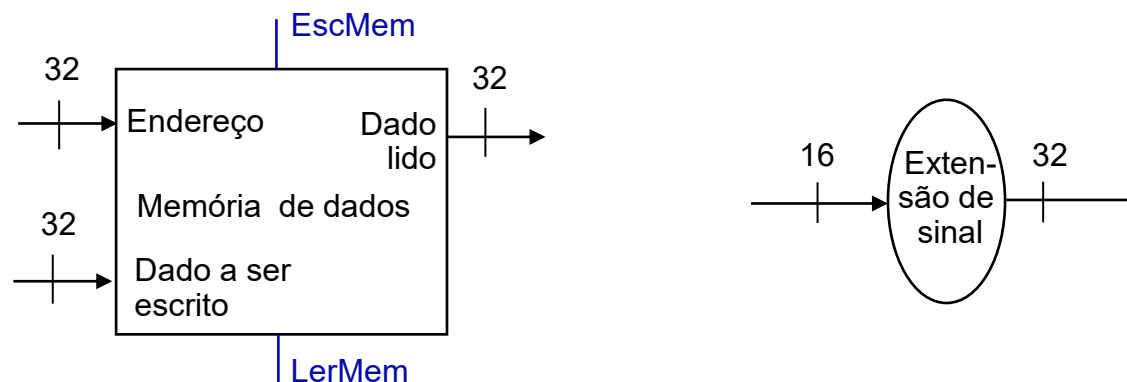 EscMem
32
32
Endereço
Dado
lido
Memória de dados
32
Dado a ser
escrito
LerMem
16
32
Exten-
são de
sinal